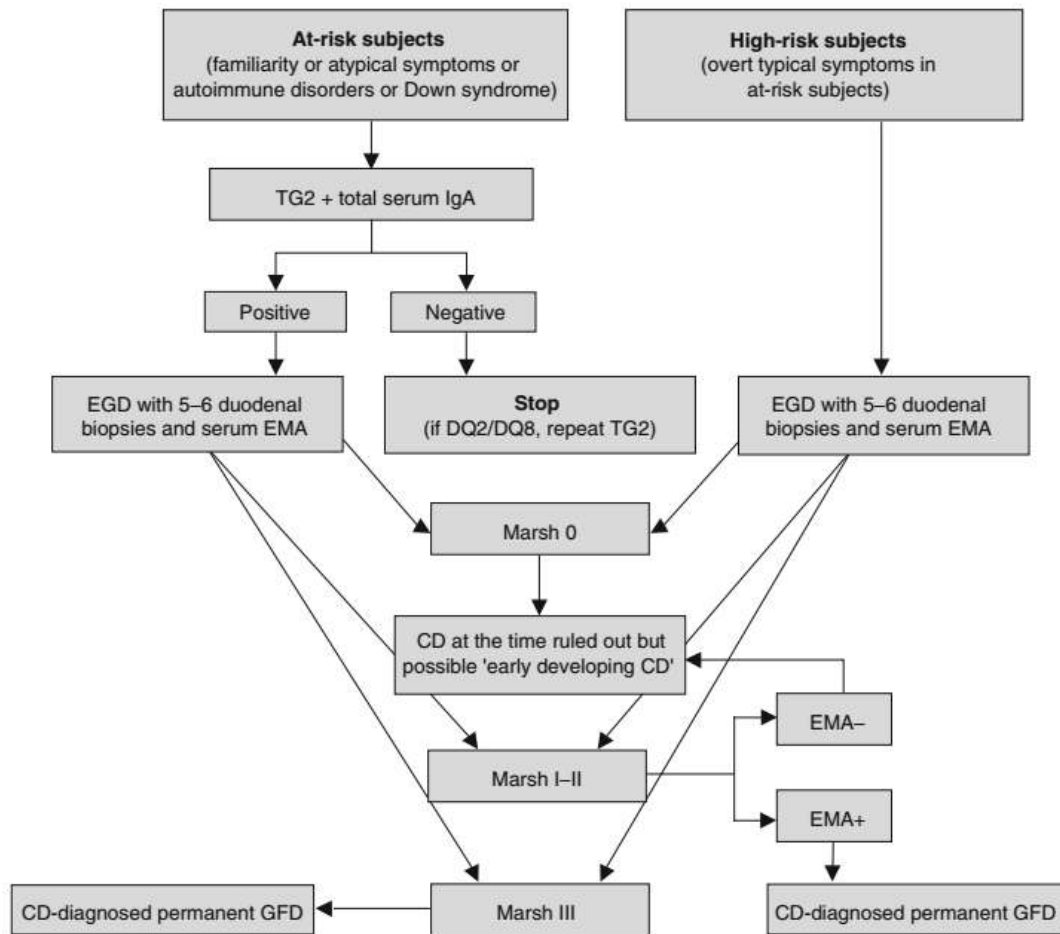 At-risk subjects
(familiarity or atypical symptoms or
autoimmune disorders or Down syndrome)
High-risk subjects
(overt typical symptoms in
at-risk subjects)
TG2 + total serum IgA
Positive
Negative
EGD with 5–6 duodenal
biopsies and serum EMA
Stop
(if DQ2/DQ8, repeat TG2)
EGD with 5–6 duodenal
biopsies and serum EMA
Marsh 0
CD at the time ruled out but
possible 'early developing CD'
EMA–
Marsh I–II
EMA+
CD-diagnosed permanent GFD
Marsh III
CD-diagnosed permanent GFD